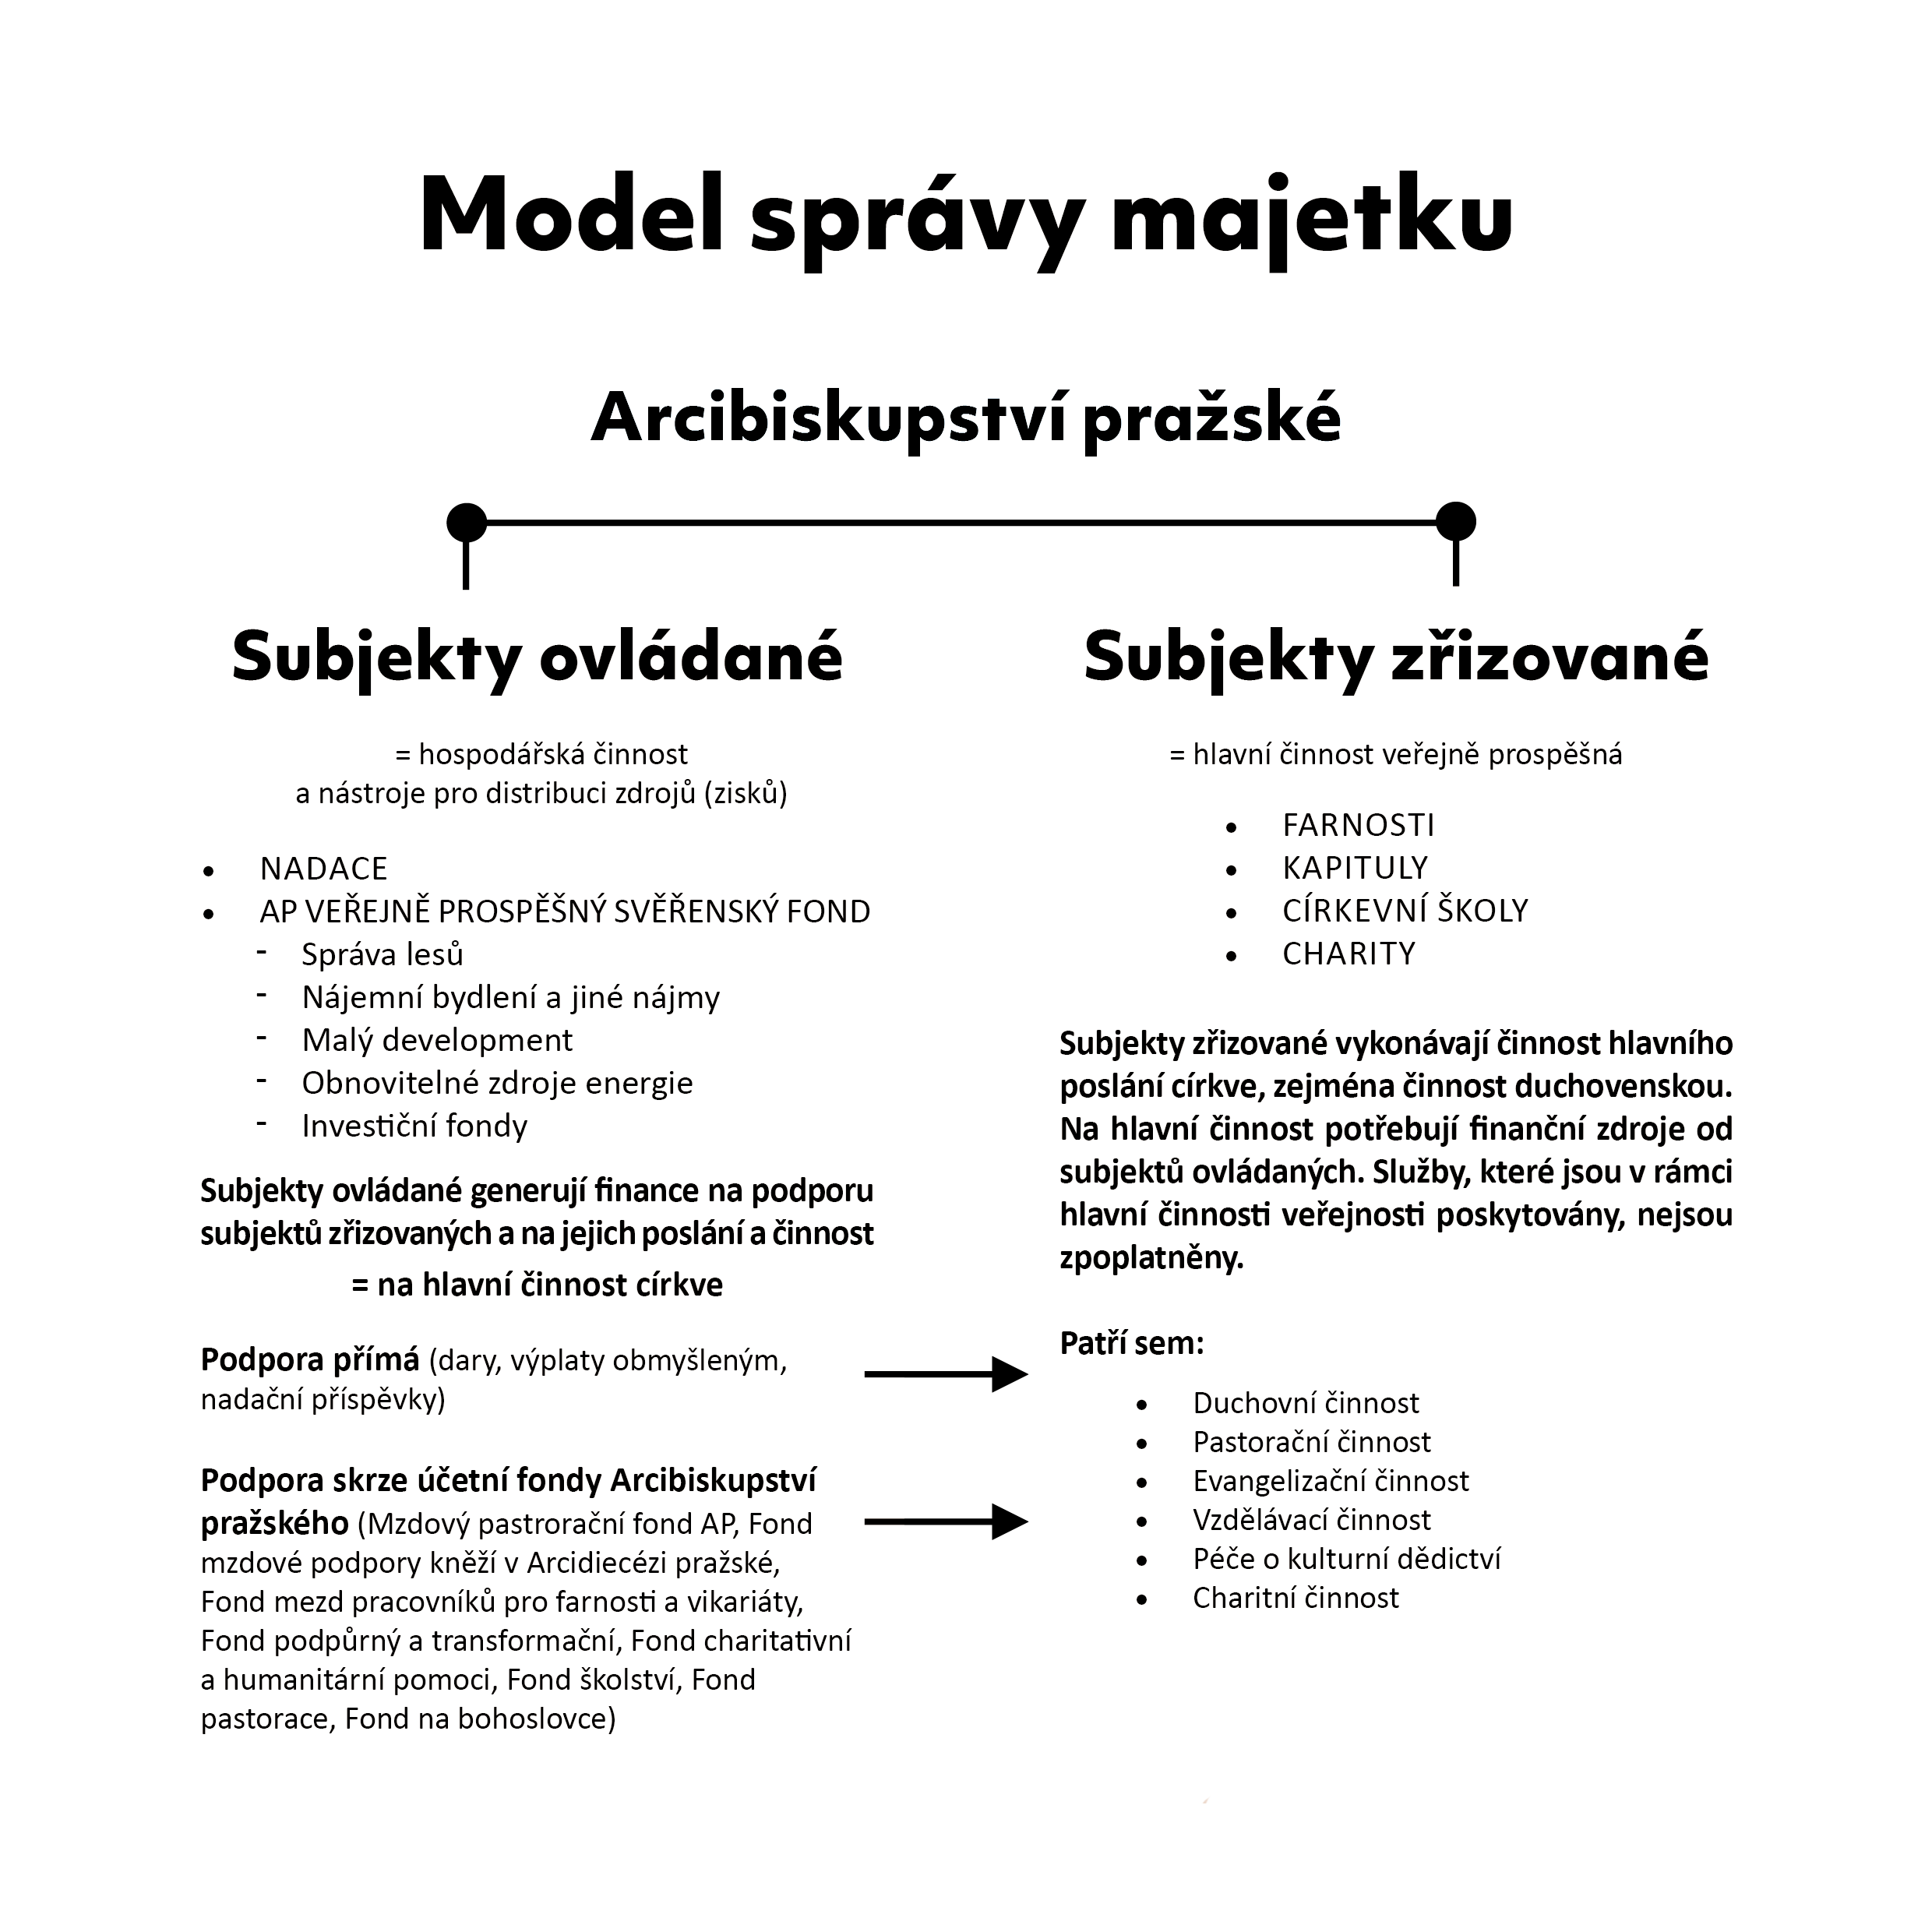 Model správy majetku
Arcibiskupství pražské
Subjekty ovládané
= hospodářská činnost
a nástroje pro distribuci zdrojů (zisků)
• NADACE
• AP VEŘEJNĚ PROSPĚŠNÝ SVĚŘENSKÝ FOND
- Správa lesů
- Nájemní bydlení a jiné nájmy
- Malý development
- Obnovitelné zdroje energie
- Investiční fondy
Subjekty ovládané generují finance na podporu
subjektů zřizovaných a na jejich poslání a činnost
= na hlavní činnost církve
Podpora přímá (dary, výplaty obmyšleným,
nadační příspěvky)
Podpora skrze účetní fondy Arcibiskupství
pražského (Mzdový pastrorační fond AP, Fond
mzdové podpory kněží v Arcidiecézi pražské,
Fond mezd pracovníků pro farnosti a vikariáty,
Fond podpůrný a transformační, Fond charitativní
a humanitární pomoci, Fond školství, Fond
pastorace, Fond na bohoslovce)
Subjekty zřizované
= hlavní činnost veřejně prospěšná
• FARNOSTI
• KAPITULY
• CÍRKEVNÍ ŠKOLY
• CHARITY
Subjekty zřizované vykonávají činnost hlavního
poslání církve, zejména činnost duchovenskou.
Na hlavní činnost potřebují finanční zdroje od
subjektů ovládaných. Služby, které jsou v rámci
hlavní činnosti veřejnosti poskytovány, nejsou
zpoplatněny.
Patří sem:
• Duchovní činnost
• Pastorační činnost
• Evangelizační činnost
• Vzdělávací činnost
• Péče o kulturní dědictví
• Charitní činnost